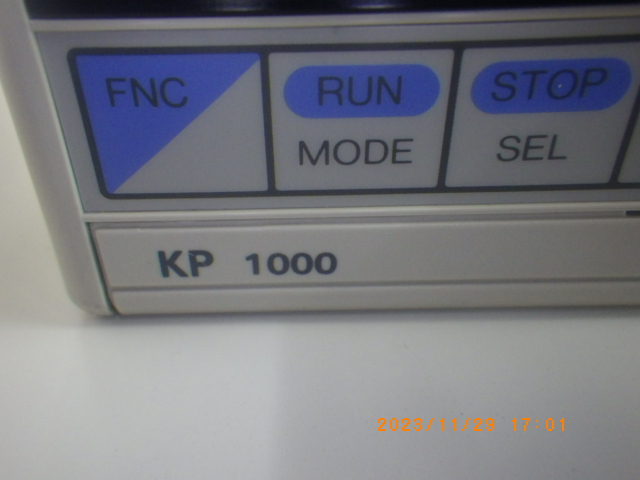 FNC
RUN
STOP
MODE
SEL
KP 1000
2023/11/29 17:01